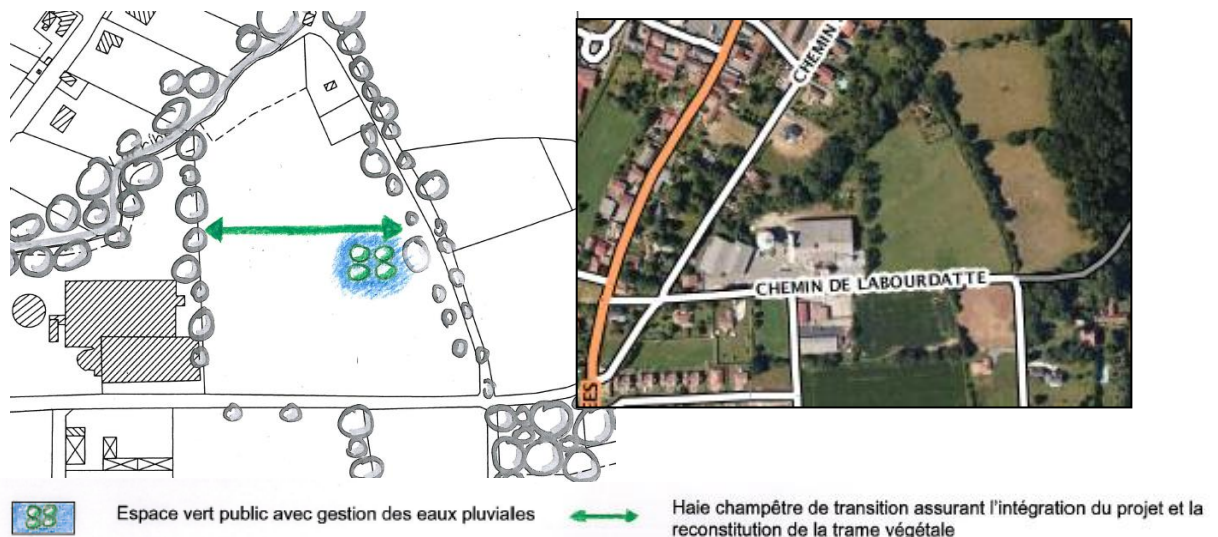 CHEMIN
CHEMIN DE LABOURDATTE
EES
Espace vert public avec gestion des eaux pluviales
Haie champêtre de transition assurant l'intégration du projet et la
reconstitution de la trame végétale